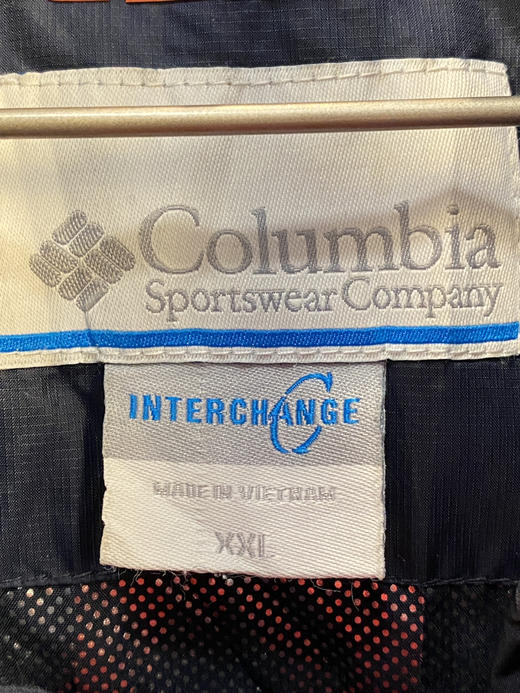 Columbia
Sportswear Company
INTERCHANGE
MADE IN VIETNAM
XXL